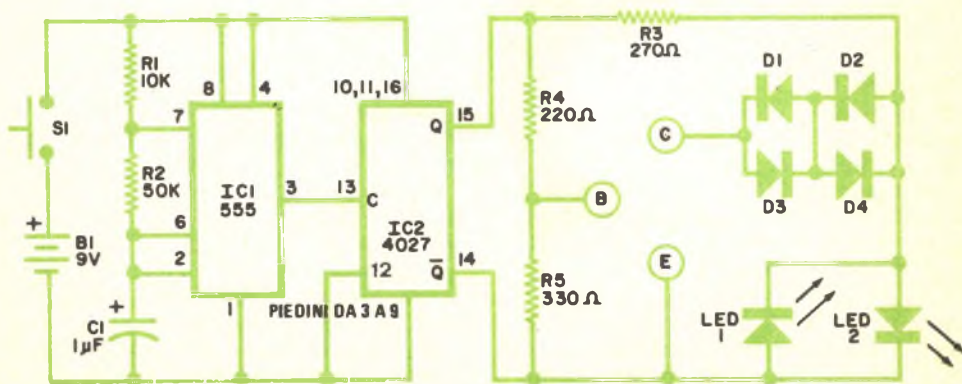 R1
10K
8
4
10,11,16
R3
270Ω
D1
D2
S1
7
15
Q
R4
220Ω
C
R2
50K
IC1
555
3
13
C
B
D3
D4
6
IC2
4027
+
B1
9V
2
12
Q̄
14
E
R5
330Ω
+
C1
1µF
1
PIEDINI DA 3 A 9
LED
1
LED
2